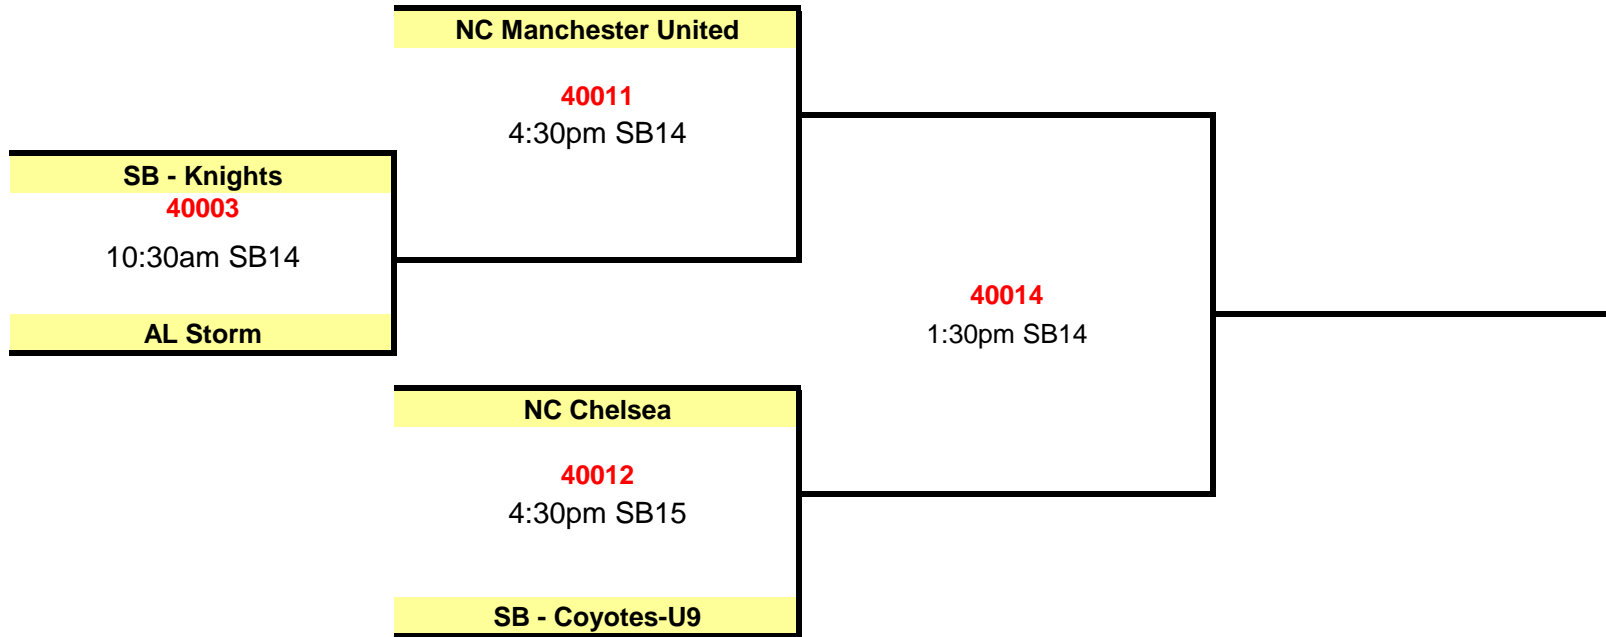 NC Manchester United
40011
4:30pm SB14
SB - Knights
40003
10:30am SB14
AL Storm
40014
1:30pm SB14
NC Chelsea
40012
4:30pm SB15
SB - Coyotes-U9